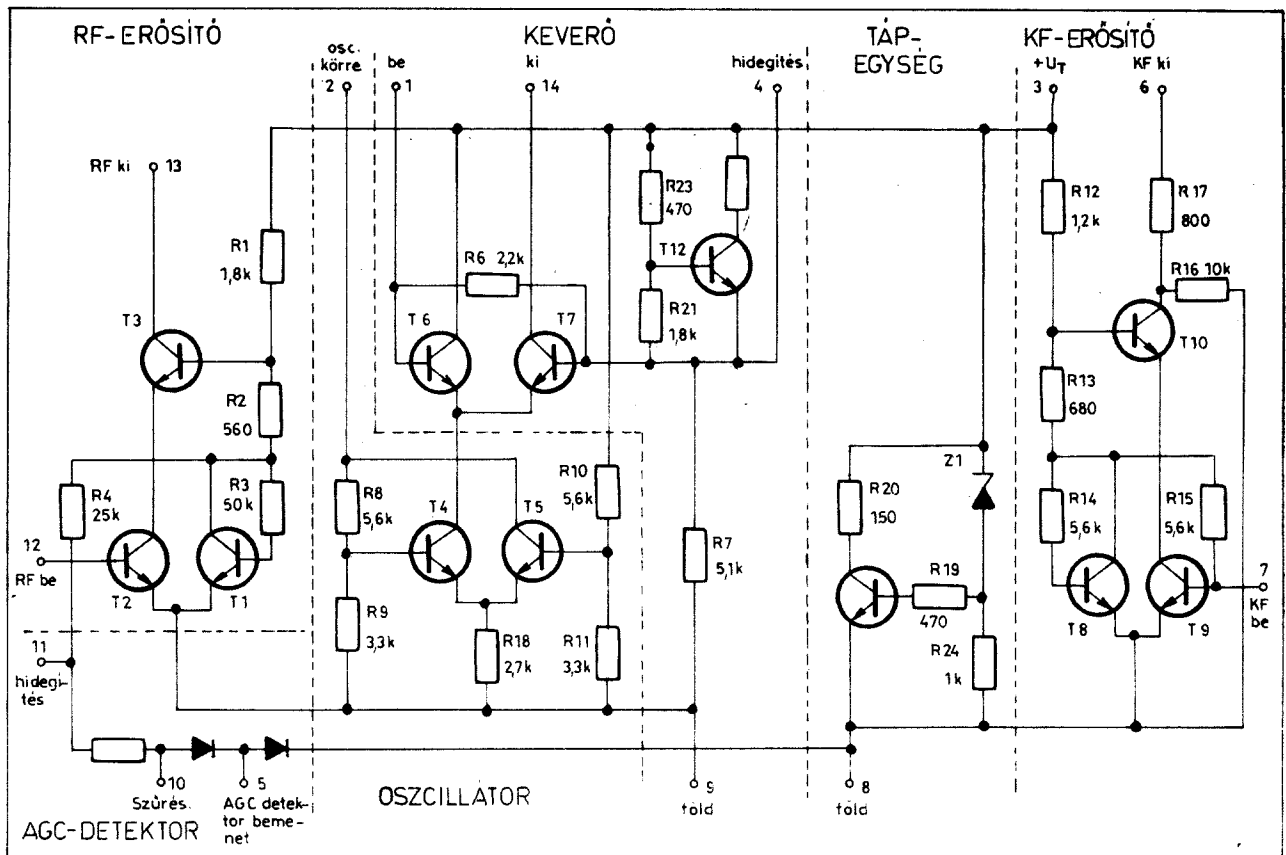 RF-ERŐSÍTŐ
KEVERŐ
TÁP-
EGYSÉG
KF-ERŐSÍTŐ
osc.
körre
2
be
1
ki
14
hidegítés
4
+U_T
3
KF ki
6
RF ki
13
R1
1,8k
T3
R2
560
R3
50k
R4
25k
12
RF be
T2
T1
11
hidegi-
tés
10
Szűrés.
5
AGC detek-
tor beme-
net
AGC-DETEKTOR
R6 2,2k
T6
T7
R23
470
T12
R21
1,8k
R8
5,6k
T4
T5
R10
5,6k
R9
3,3k
R18
2,7k
R11
3,3k
R7
5,1k
OSZCILLÁTOR
9
föld
Z1
R20
150
R19
470
R24
1k
8
föld
R12
1,2k
R17
800
R16 10k
T10
R13
680
R14
5,6k
R15
5,6k
T8
T9
7
KF
be